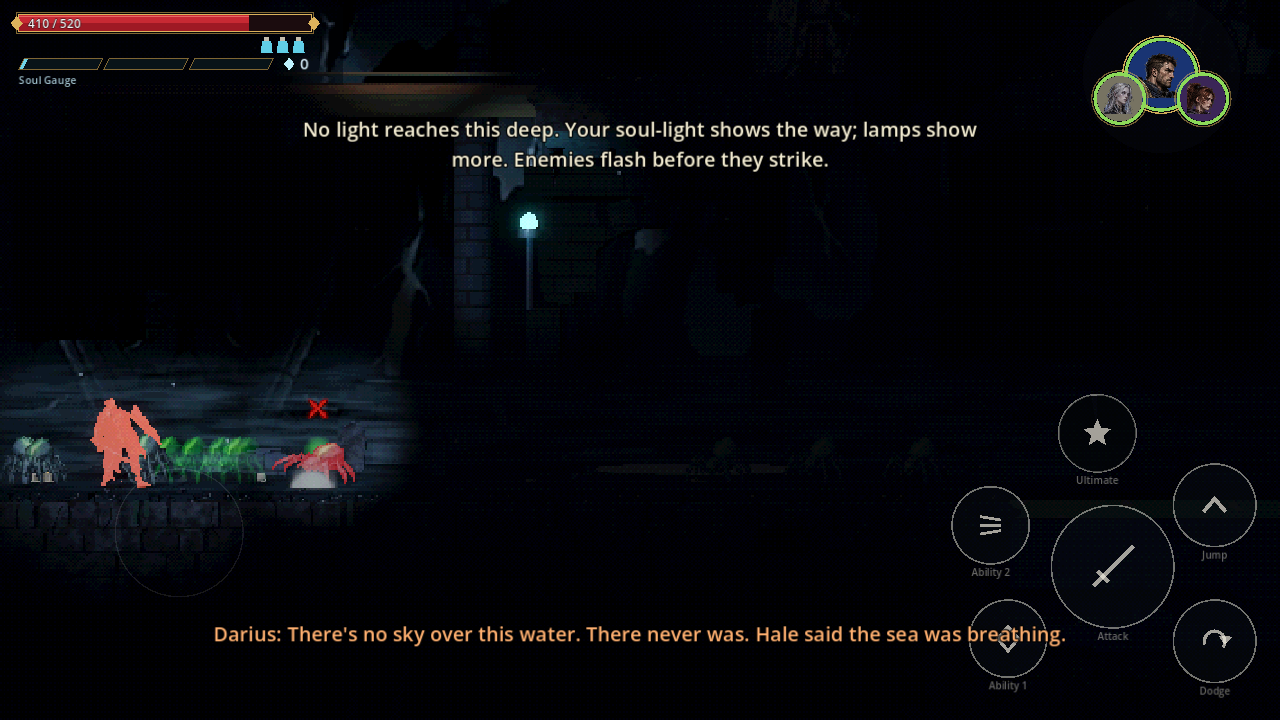 410 / 520
0
Soul Gauge
No light reaches this deep. Your soul-light shows the way; lamps show
more. Enemies flash before they strike.
Ultimate
Jump
Ability 2
Attack
Darius: There's no sky over this water. There never was. Hale said the sea was breathing.
Ability 1
Dodge